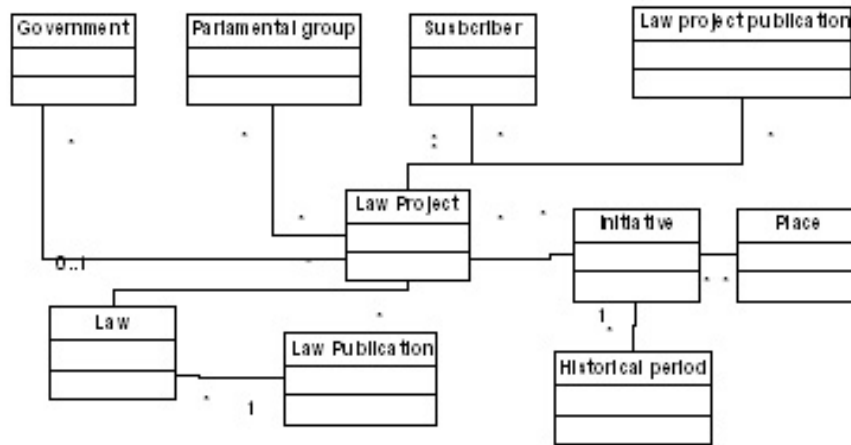 Government
Parlamental group
Susbcriber
Law project publication
*
*
*
*
*
*
Law Project
*
*
*
Initiative
Place
0..1
*
*
*
Law
*
1
*
Law Publication
Historical period
*
1